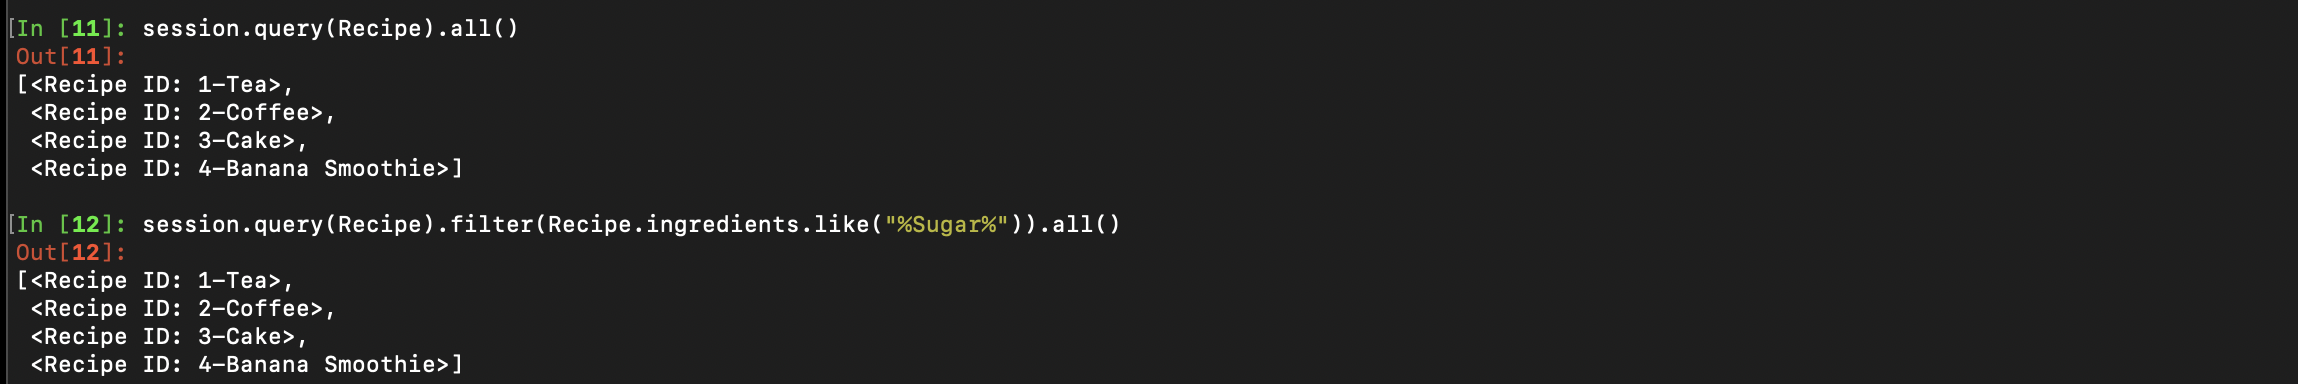 [In [11]: session.query(Recipe).all()
Out[11]:
[<Recipe ID: 1-Tea>,
 <Recipe ID: 2-Coffee>,
 <Recipe ID: 3-Cake>,
 <Recipe ID: 4-Banana Smoothie>]
[In [12]: session.query(Recipe).filter(Recipe.ingredients.like("%Sugar%")).all()
Out[12]:
[<Recipe ID: 1-Tea>,
 <Recipe ID: 2-Coffee>,
 <Recipe ID: 3-Cake>,
 <Recipe ID: 4-Banana Smoothie>]